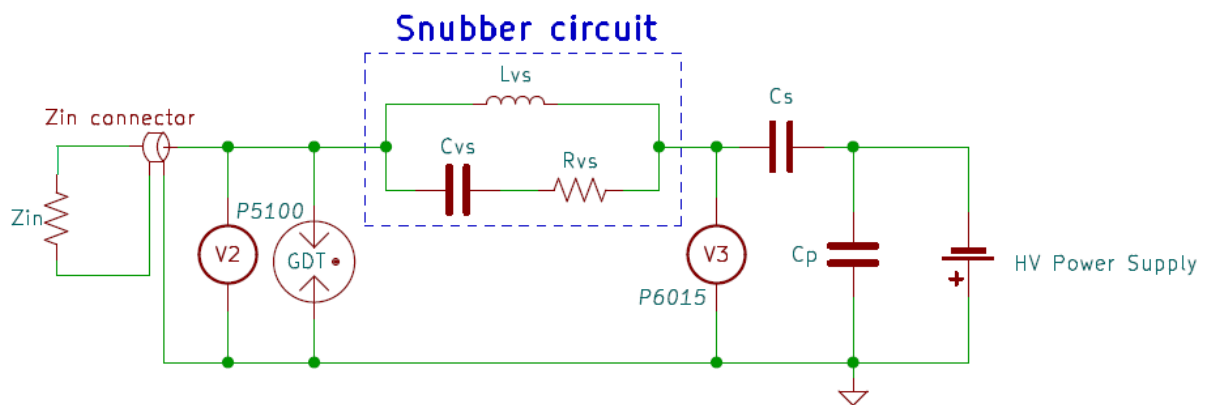 Snubber circuit
Lvs
Cs
Zin connector
Cvs
Rvs
Zin
P5100
V2
GDT
V3
Cp
HV Power Supply
+
P6015